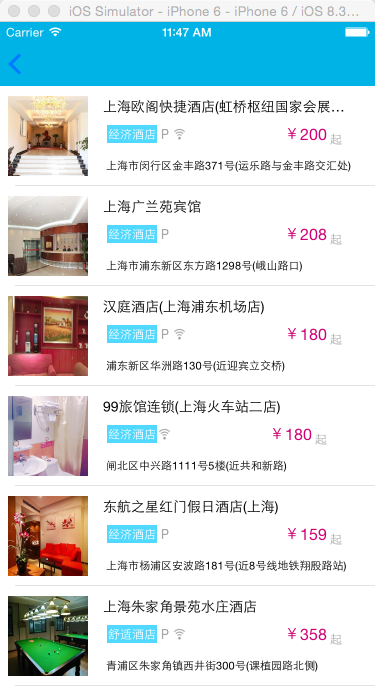 iOS Simulator - iPhone 6 - iPhone 6 / iOS 8.3…
Carrier 11:47 AM
上海欧阁快捷酒店(虹桥枢纽国家会展…
经济酒店 P ￥200 起
上海市闵行区金丰路371号(运乐路与金丰路交汇处)
上海广兰苑宾馆
经济酒店 P ￥208 起
上海市浦东新区东方路1298号(峨山路口)
汉庭酒店(上海浦东机场店)
经济酒店 P ￥180 起
浦东新区华洲路130号(近迎宾立交桥)
99旅馆连锁(上海火车站二店)
经济酒店 ￥180 起
闸北区中兴路1111号5楼(近共和新路)
东航之星红门假日酒店(上海)
经济酒店 P ￥159 起
上海市杨浦区安波路181号(近8号线地铁翔殷路站)
上海朱家角景苑水庄酒店
舒适酒店 P ￥358 起
青浦区朱家角镇西井街300号(课植园路北侧)